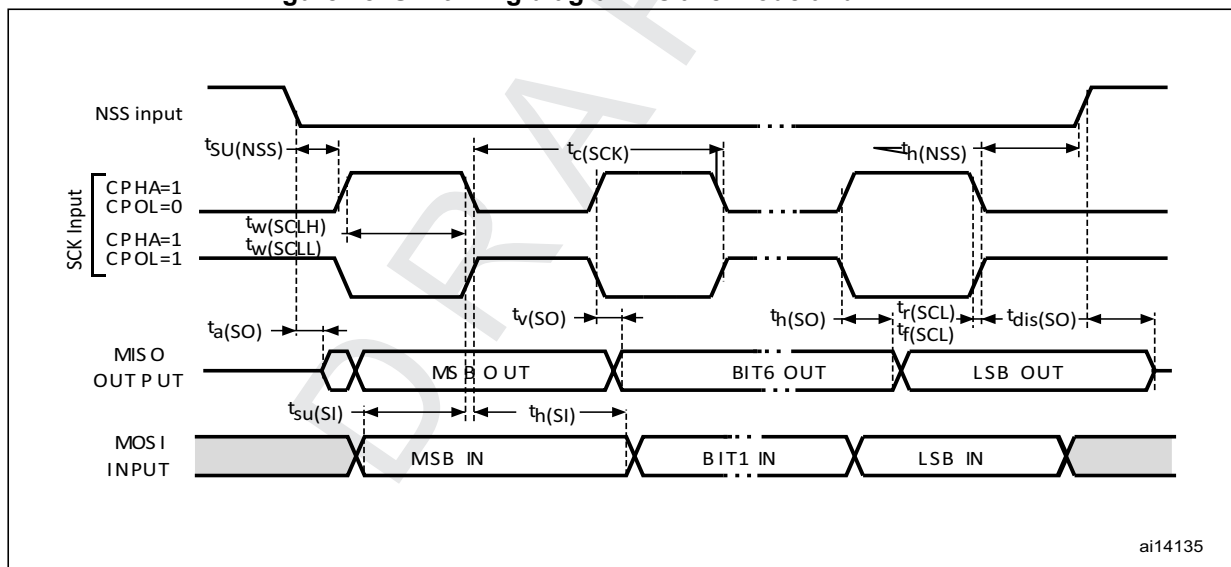 NSS input
tSU(NSS)
tc(SCK)
th(NSS)
SCK Input
CPHA=1
CPOL=0
tw(SCLH)
tw(SCLL)
CPHA=1
CPOL=1
ta(SO)
tv(SO)
th(SO)
tr(SCL)
tf(SCL)
tdis(SO)
MISO
OUTPUT
MSB OUT
BIT6 OUT
LSB OUT
tsu(SI)
th(SI)
MOSI
INPUT
MSB IN
BIT1 IN
LSB IN
ai14135